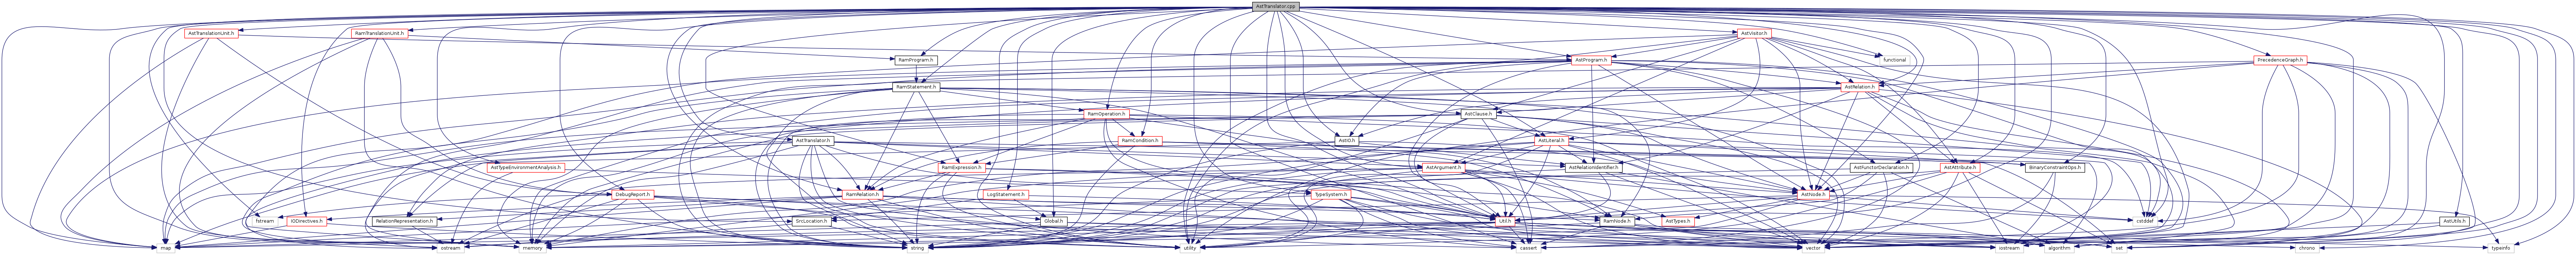 AstTranslator.cpp
AstTranslationUnit.h
RamTranslationUnit.h
AstVisitor.h
RamProgram.h
AstProgram.h
functional
PrecedenceGraph.h
RamStatement.h
AstRelation.h
RamOperation.h
AstClause.h
AstTranslator.h
RamCondition.h
AstIO.h
AstLiteral.h
AstTypeEnvironmentAnalysis.h
RamExpression.h
AstArgument.h
AstRelationIdentifier.h
AstFunctorDeclaration.h
AstAttribute.h
BinaryConstraintOps.h
DebugReport.h
RamRelation.h
LogStatement.h
TypeSystem.h
AstNode.h
fstream
IODirectives.h
RelationRepresentation.h
SrcLocation.h
Global.h
Util.h
RamNode.h
AstTypes.h
cstddef
AstUtils.h
map
ostream
memory
string
utility
cassert
vector
iostream
algorithm
set
chrono
typeinfo